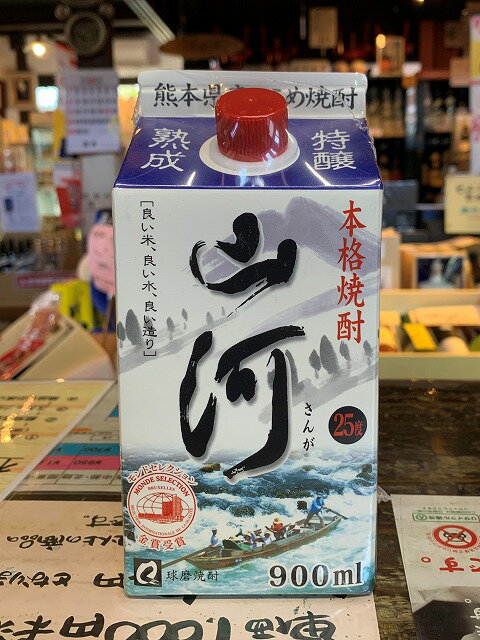 熊本県
め焼酎
熟成
特醸
[良い米、良い水、良い造り]
本格焼酎
山河
さんが
25度
モンドセレクション
MONDE SELECTION
BRUXELLES
金賞受賞
球磨焼酎
900ml
です。